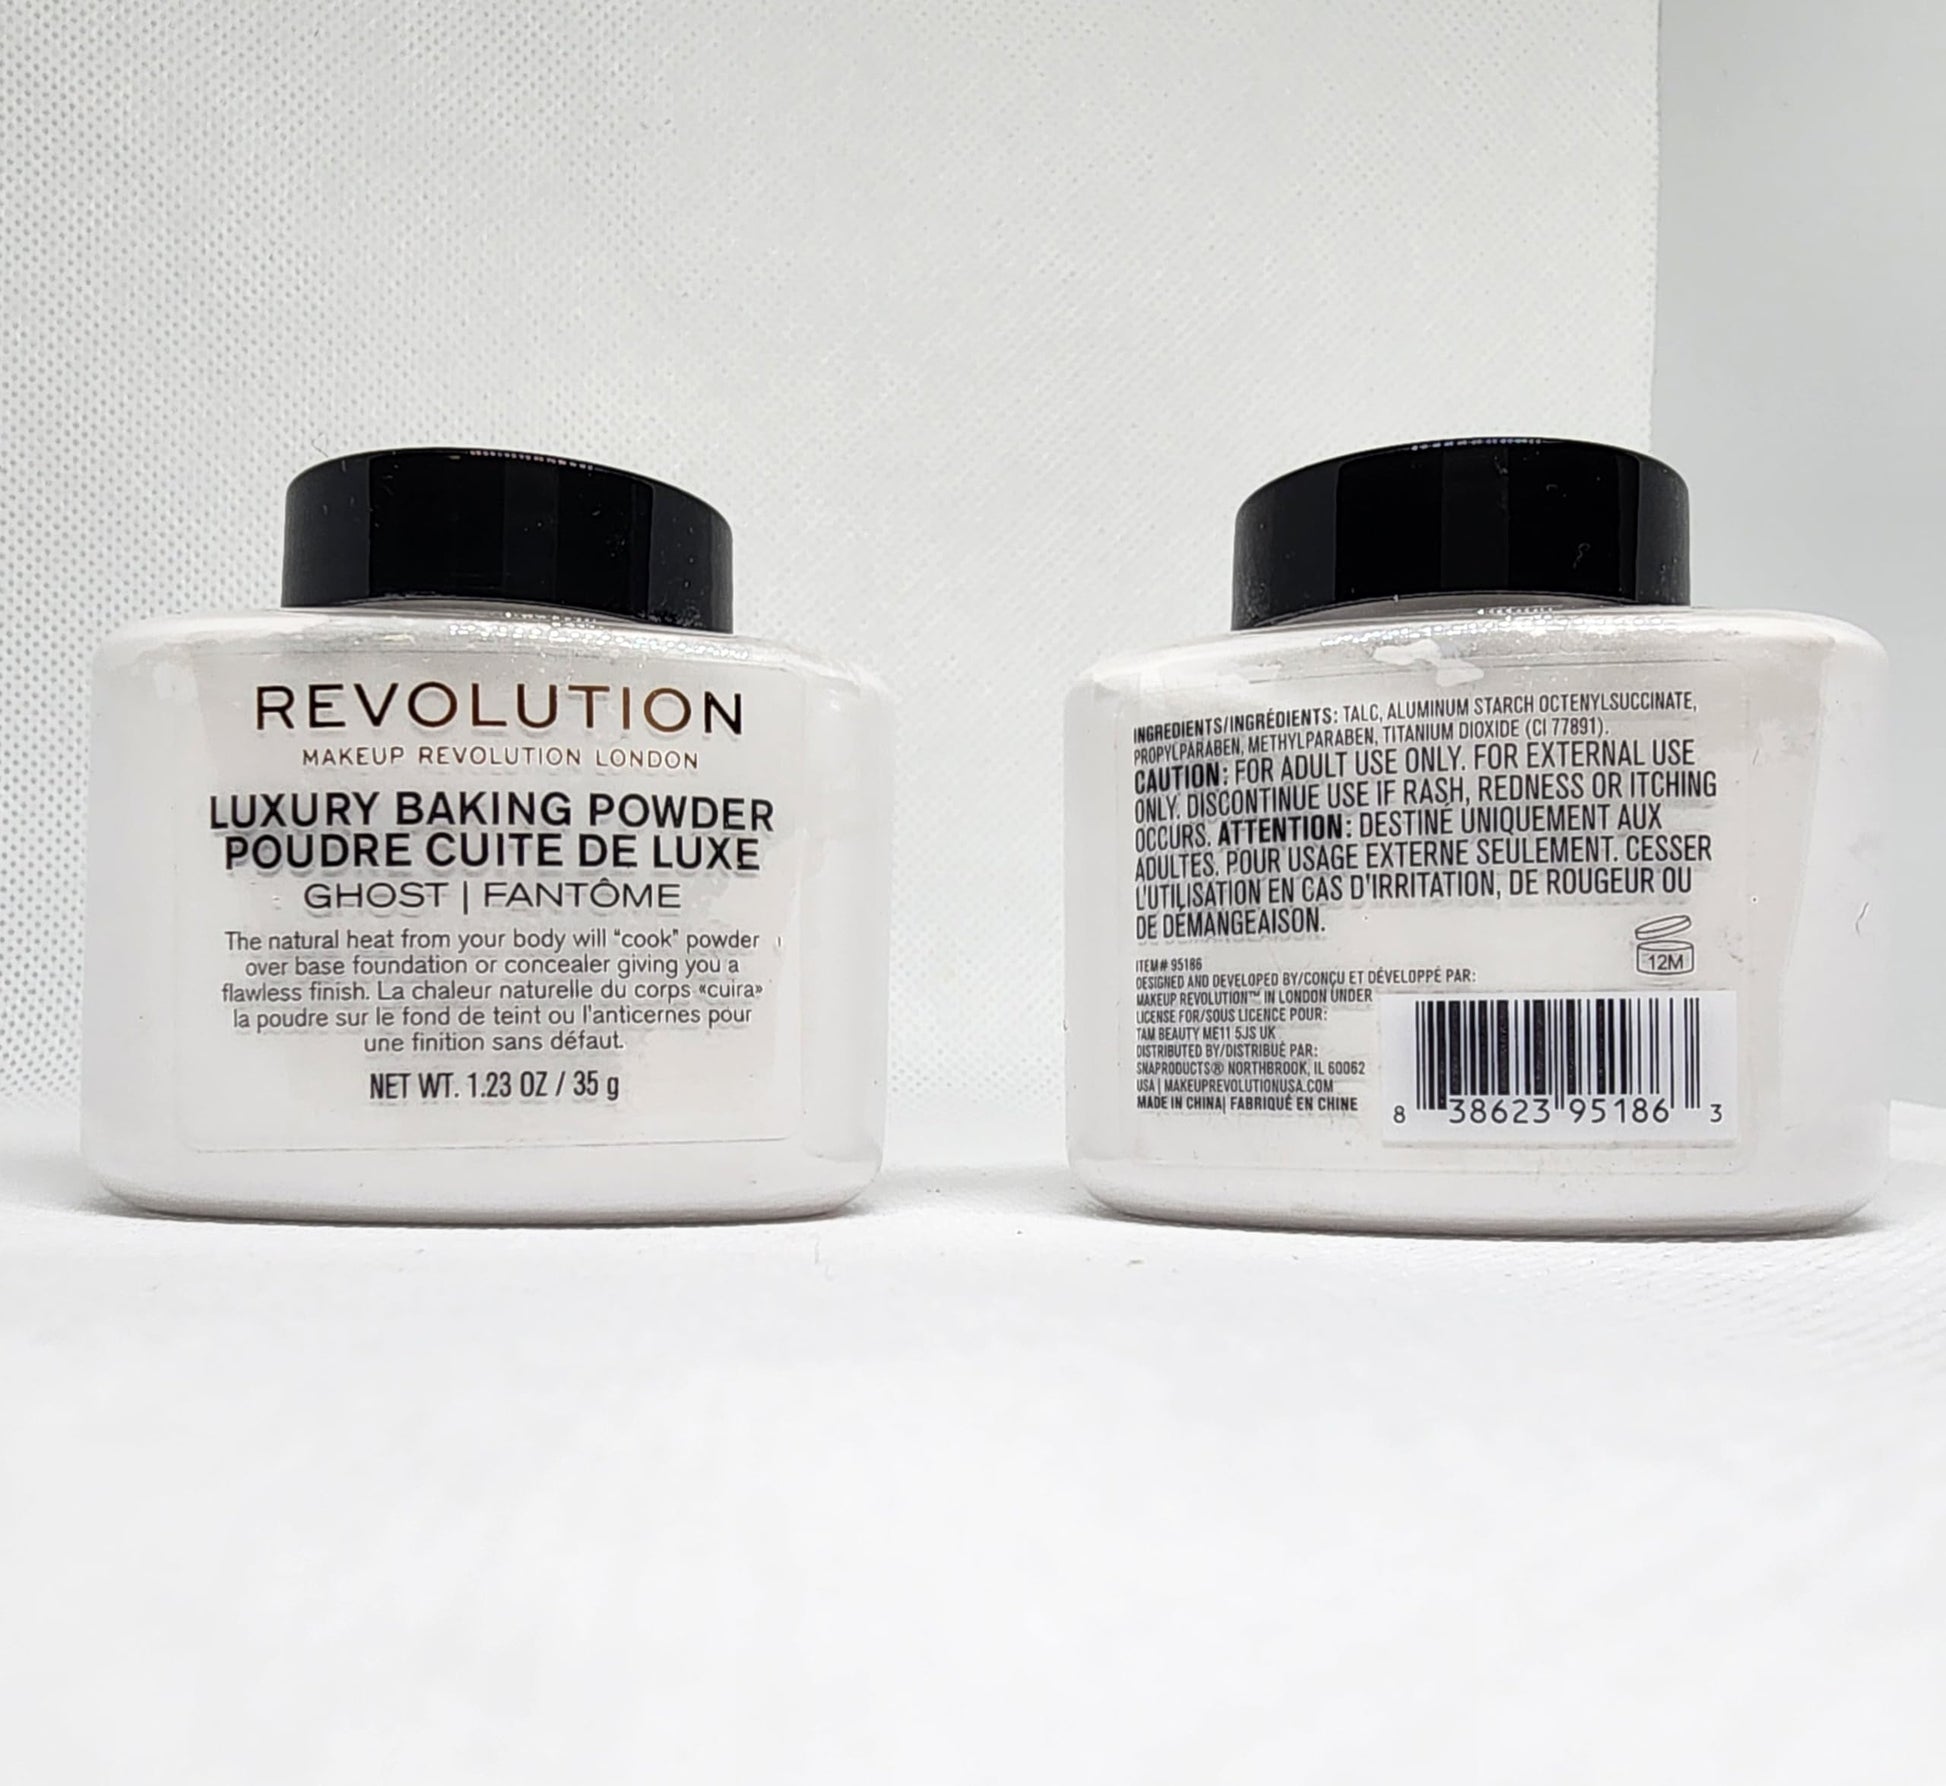 REVOLUTION
MAKEUP REVOLUTION LONDON
LUXURY BAKING POWDER
POUDRE CUITE DE LUXE
GHOST | FANTÔME
The natural heat from your body will "cook" powder
over base foundation or concealer giving you a
flawless finish. La chaleur naturelle du corps «cuira»
la poudre sur le fond de teint ou l'anticernes pour
une finition sans défaut.
NET WT. 1.23 OZ / 35 g
INGREDIENTS/INGRÉDIENTS: TALC, ALUMINUM STARCH OCTENYLSUCCINATE,
PROPYLPARABEN, METHYLPARABEN, TITANIUM DIOXIDE (CI 77891).
CAUTION: FOR ADULT USE ONLY. FOR EXTERNAL USE
ONLY. DISCONTINUE USE IF RASH, REDNESS OR ITCHING
OCCURS. ATTENTION: DESTINÉ UNIQUEMENT AUX
ADULTES. POUR USAGE EXTERNE SEULEMENT. CESSER
L'UTILISATION EN CAS D'IRRITATION, DE ROUGEUR OU
DE DÉMANGEAISON.
12M
ITEM# 95186
DESIGNED AND DEVELOPED BY/CONÇU ET DÉVELOPPÉ PAR:
MAKEUP REVOLUTION™ IN LONDON UNDER
LICENSE FOR/SOUS LICENCE POUR:
TAM BEAUTY ME11 5JS UK
DISTRIBUTED BY/DISTRIBUÉ PAR:
SNAPRODUCTS® NORTHBROOK, IL 60062
USA | MAKEUPREVOLUTIONUSA.COM
MADE IN CHINA| FABRIQUÉ EN CHINE
8 38623 95186 3